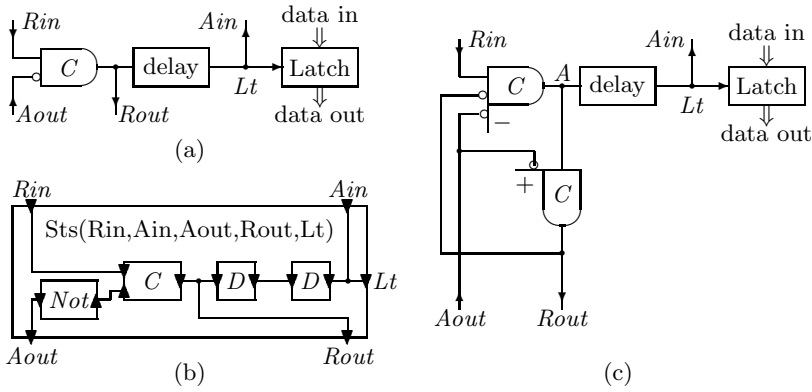 Rin
Ain
data in
C
delay
Latch
Lt
Aout
Rout
data out
(a)
Rin
Ain
Sts(Rin,Ain,Aout,Rout,Lt)
Not
C
D
D
Lt
Aout
Rout
(b)
Rin
Ain
data in
C
A
delay
Latch
Lt
−
data out
+
C
Aout
Rout
(c)